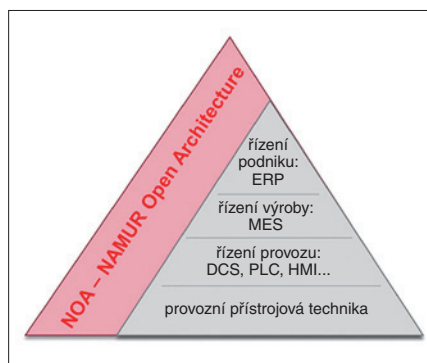 NOA – NAMUR Open Architecture
řízení
podniku:
ERP
řízení výroby:
MES
řízení provozu:
DCS, PLC, HMI...
provozní přístrojová technika